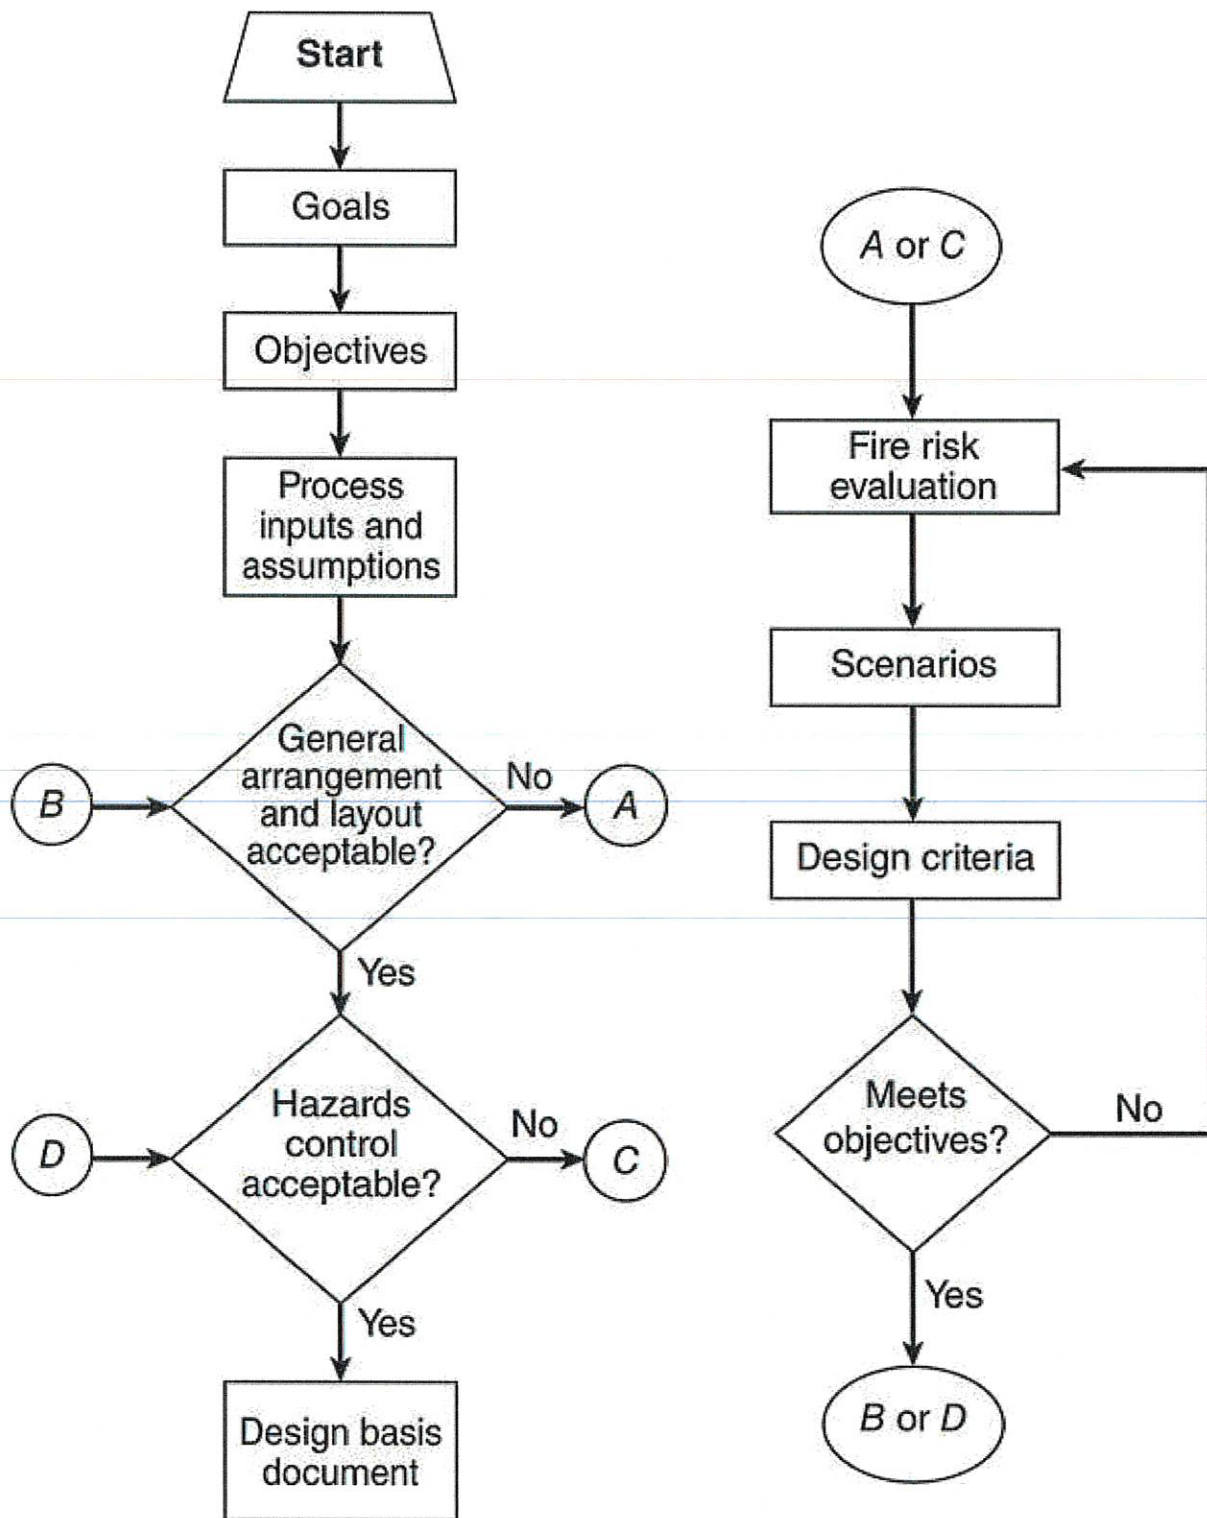 Start
Goals
Objectives
Process
inputs and
assumptions
General
arrangement
and layout
acceptable?
B
No
A
Yes
Hazards
control
acceptable?
D
No
C
Yes
Design basis
document
A or C
Fire risk
evaluation
Scenarios
Design criteria
Meets
objectives?
No
Yes
B or D